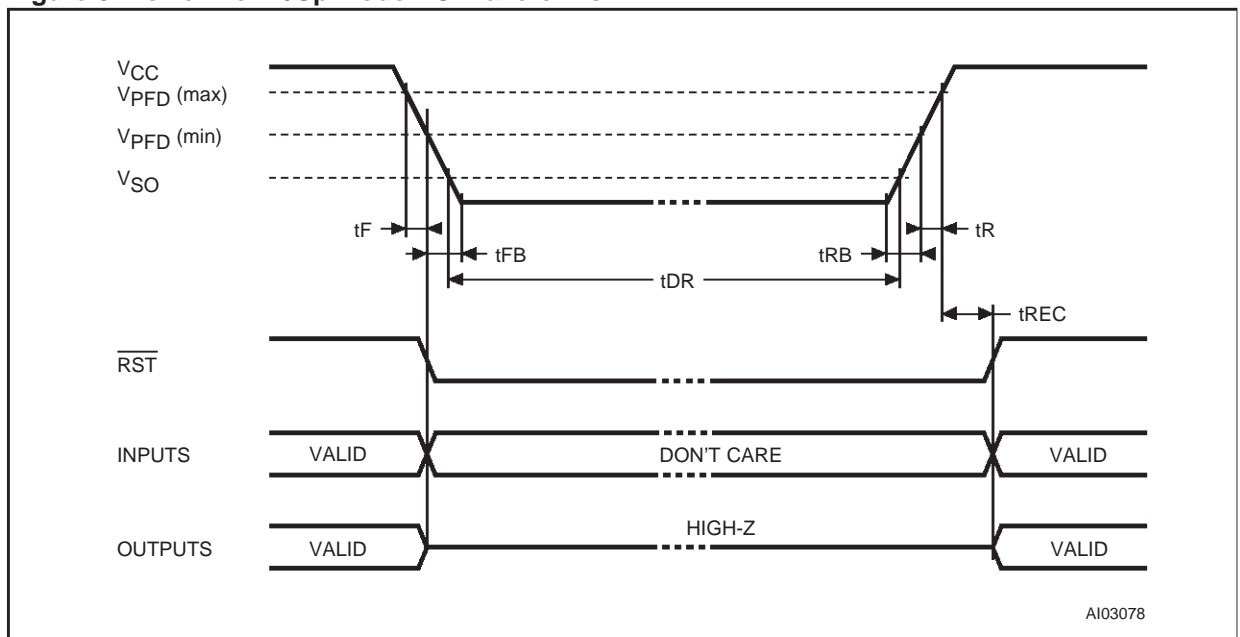 VCC
VPFD (max)
VPFD (min)
VSO
tF
tFB
tDR
tRB
tR
tREC
RST
INPUTS
VALID
DON'T CARE
VALID
OUTPUTS
VALID
HIGH-Z
VALID
AI03078